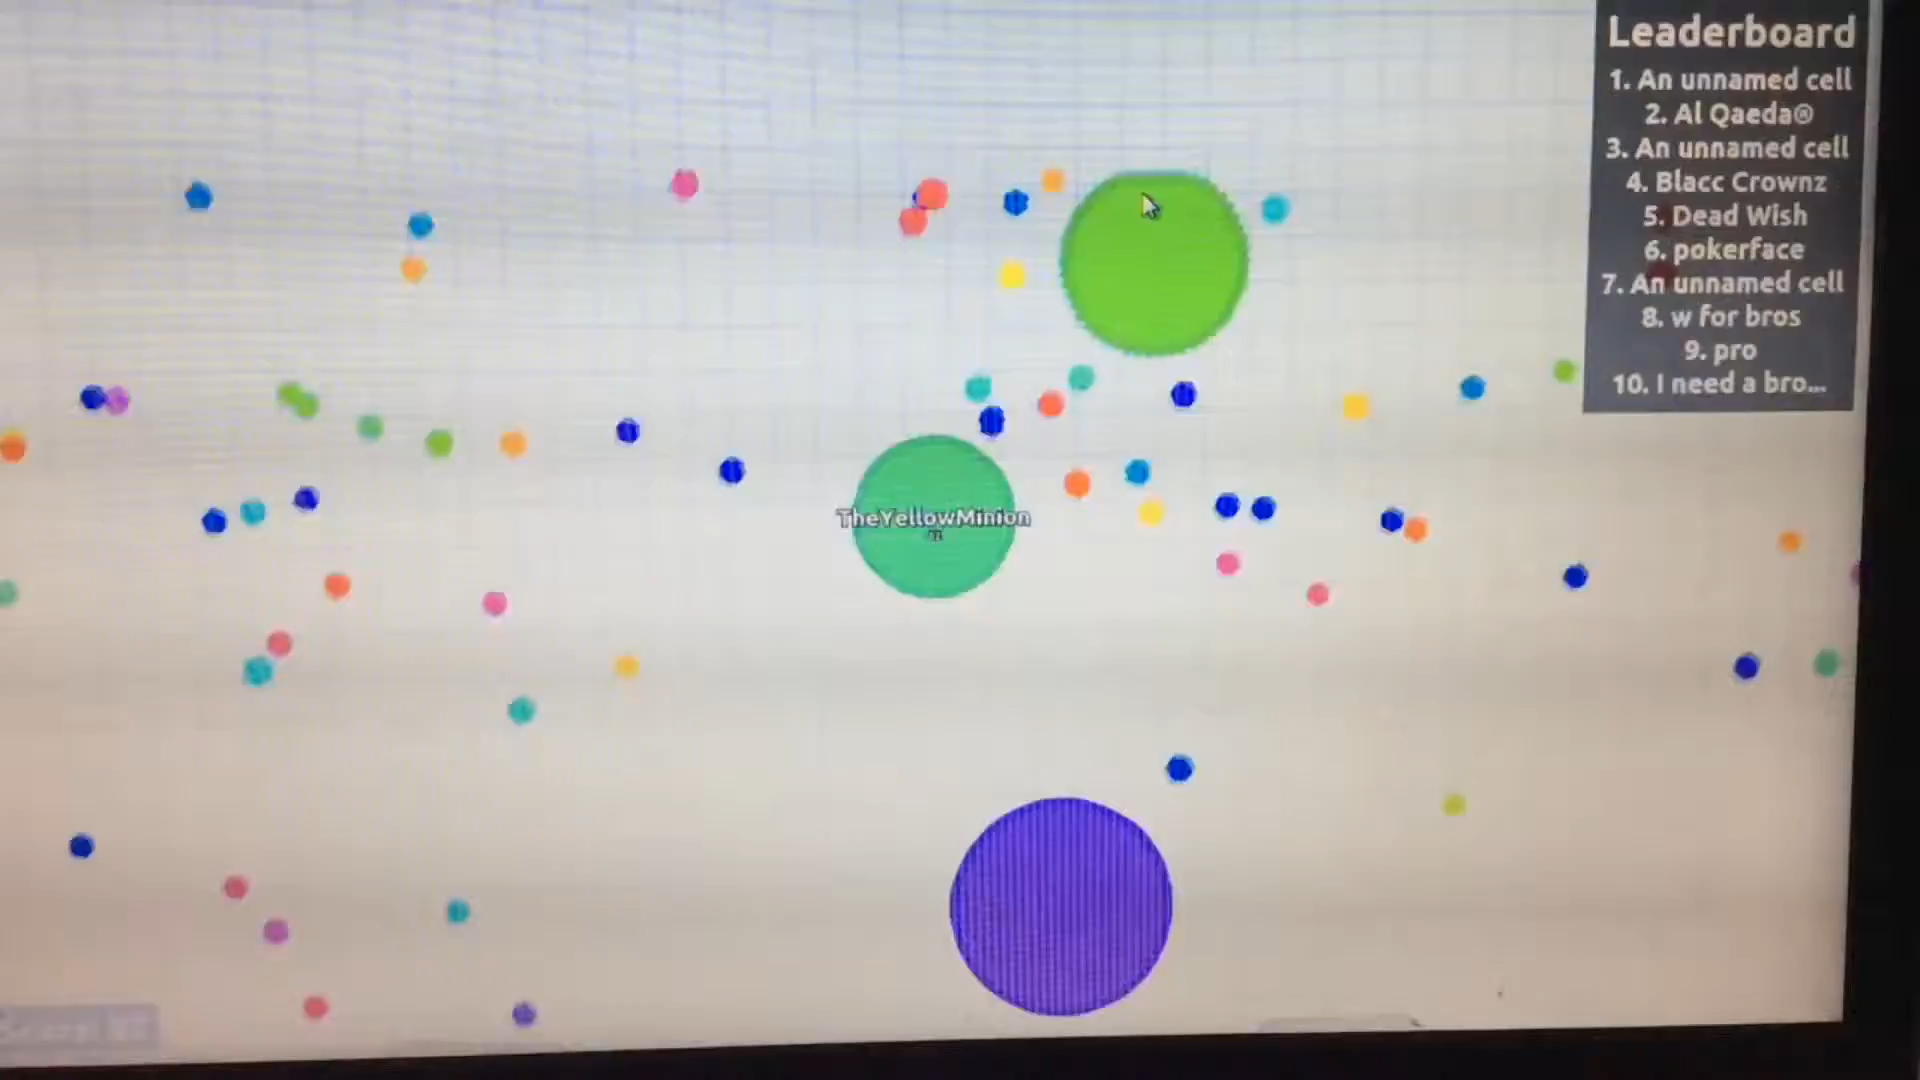 Leaderboard
1. An unnamed cell
2. Al Qaeda®
3. An unnamed cell
4. Blacc Crownz
5. Dead Wish
6. pokerface
7. An unnamed cell
8. w for bros
9. pro
10. I need a bro...
TheYellowMinion